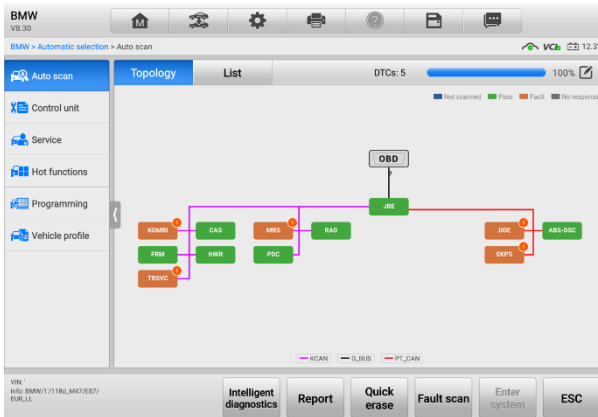 BMW
V8.30
M
?
BMW > Automatic selection > Auto scan
VCI
12.3
Auto scan
Control unit
Service
Hot functions
Programming
Vehicle profile
Topology
List
DTCs: 5
100%
Not scanned
Pass
Fault
No response
OBD
JBE
KOMBI
CAS
MRS
RAD
DDE
ABS-DSC
FRM
IHKR
PDC
EKPS
TRSVC
KCAN
D_BUS
PT_CAN
VIN:
Info: BMW/1'/118d_M47/E87/
EUR_LL
Intelligent
diagnostics
Report
Quick
erase
Fault scan
Enter
system
ESC